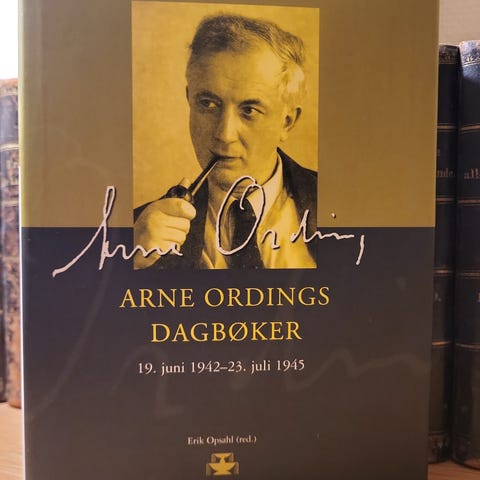 Arne Ording
ARNE ORDINGS
DAGBØKER
19. juni 1942–23. juli 1945
Erik Opsahl (red.)